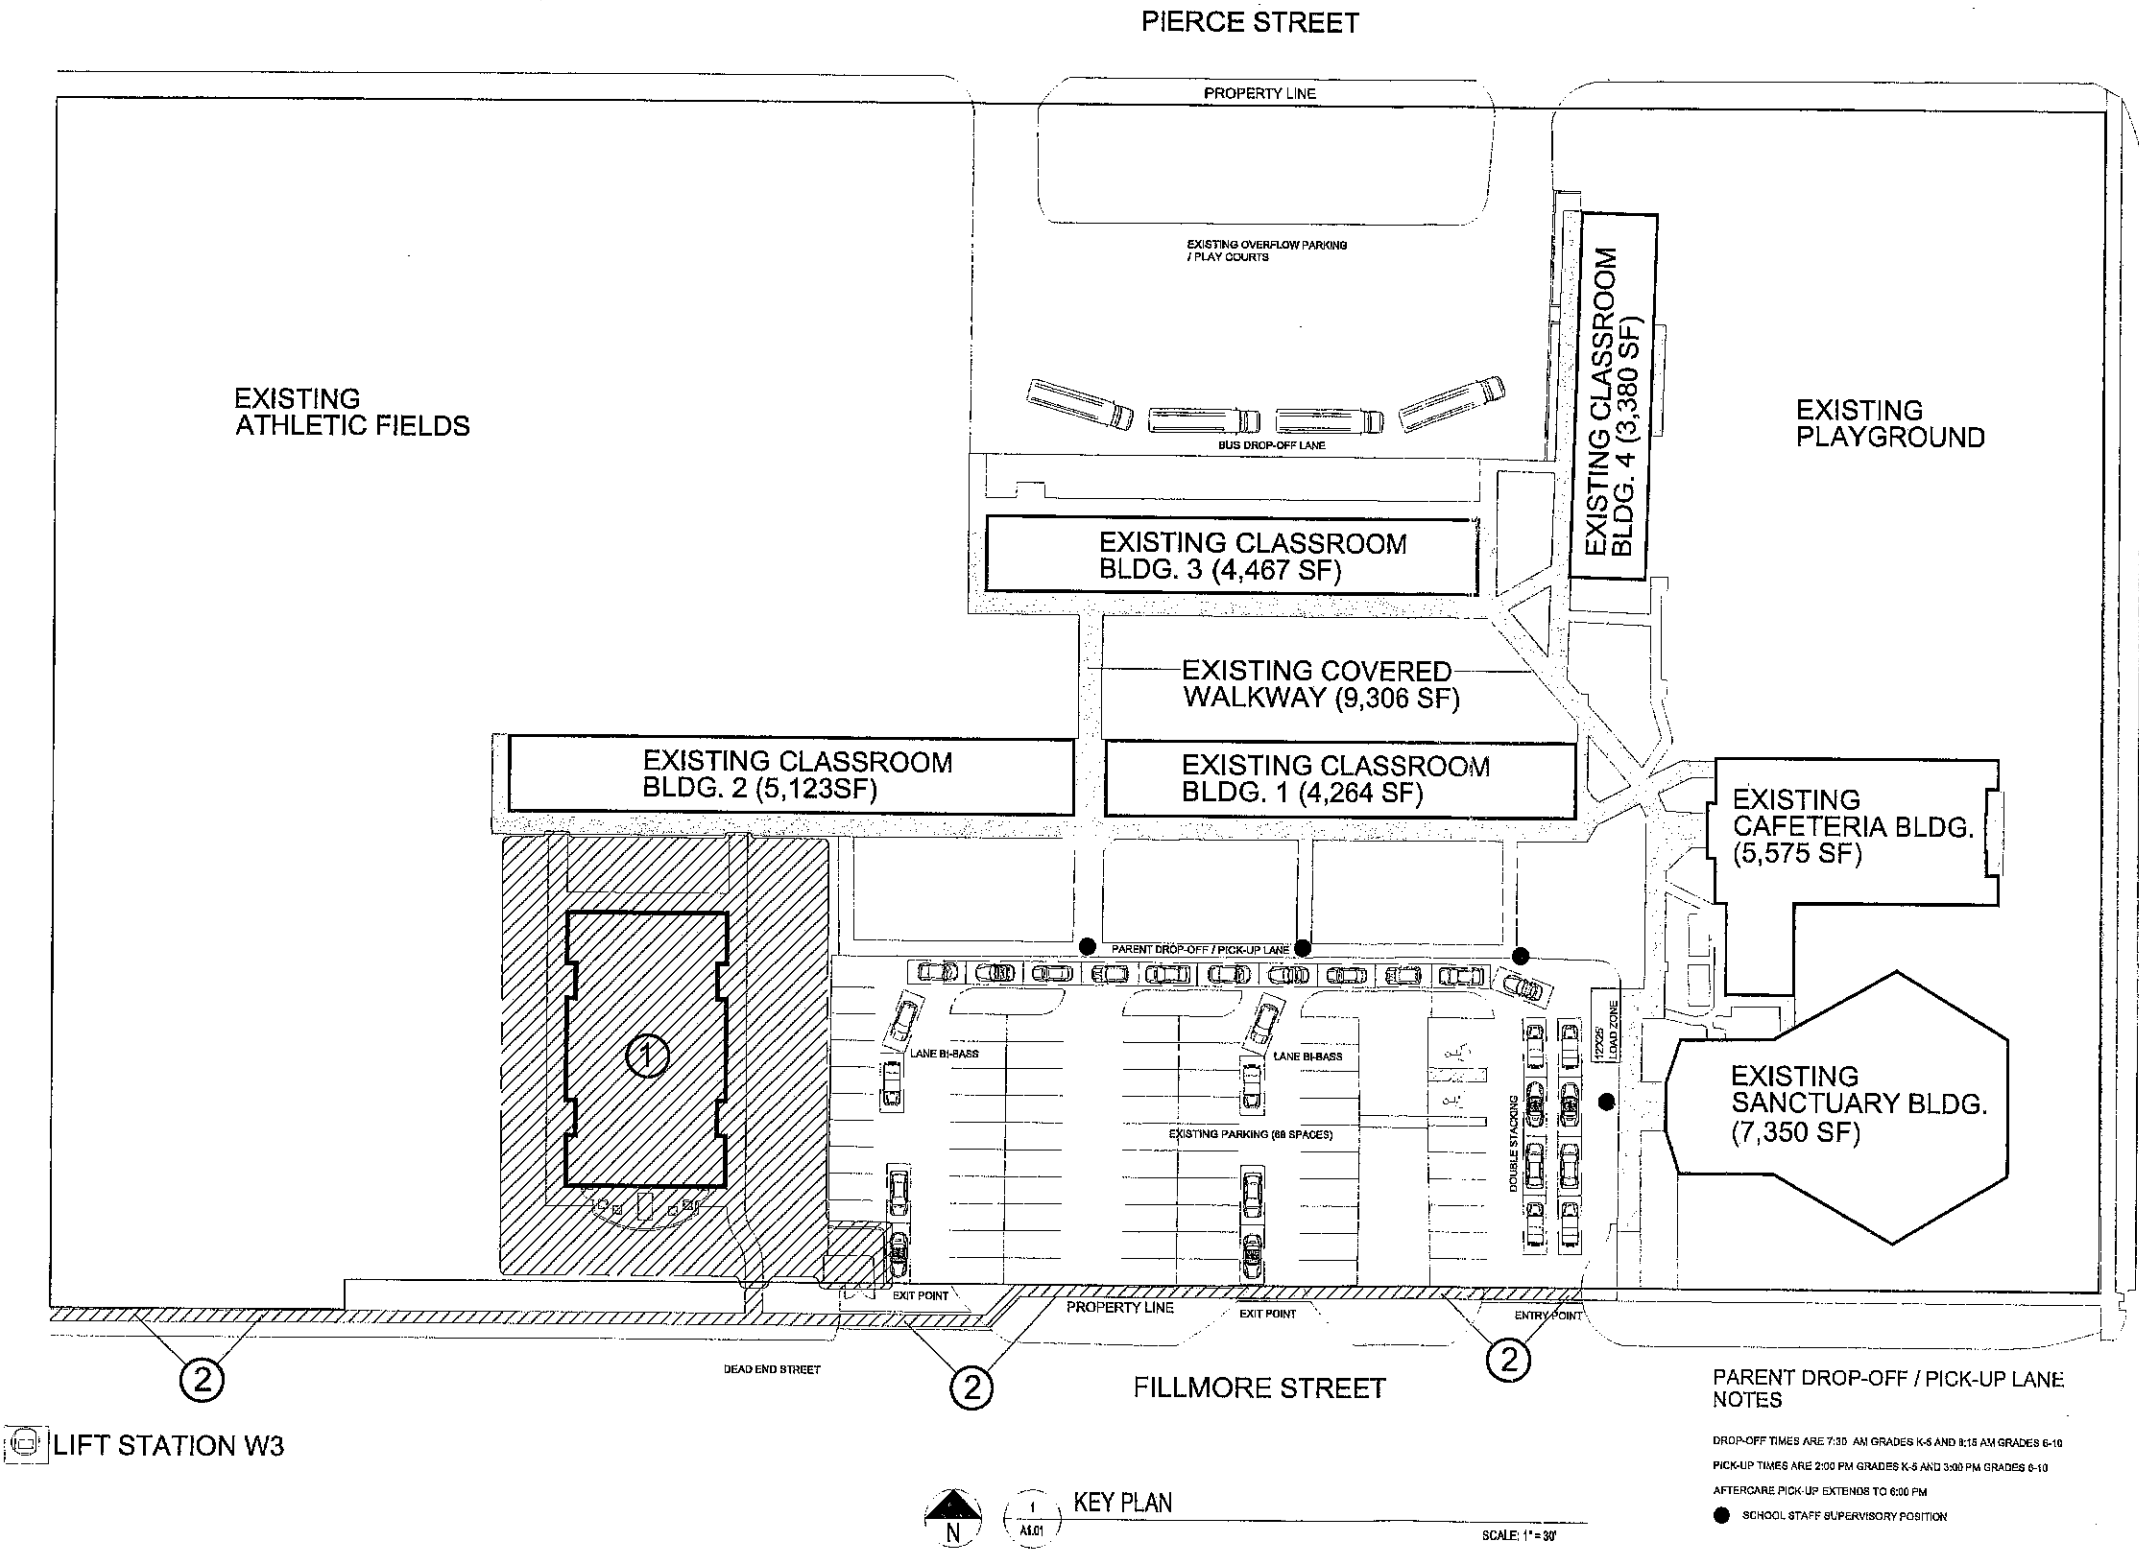 PIERCE STREET
PROPERTY LINE
EXISTING OVERFLOW PARKING
/ PLAY COURTS
EXISTING
ATHLETIC FIELDS
BUS DROP-OFF LANE
EXISTING CLASSROOM
BLDG. 4 (3,380 SF)
EXISTING
PLAYGROUND
EXISTING CLASSROOM
BLDG. 3 (4,467 SF)
EXISTING COVERED
WALKWAY (9,306 SF)
EXISTING CLASSROOM
BLDG. 2 (5,123SF)
EXISTING CLASSROOM
BLDG. 1 (4,264 SF)
EXISTING
CAFETERIA BLDG.
(5,575 SF)
PARENT DROP-OFF / PICK-UP LANE
1
LANE BI-BASS
LANE BI-BASS
12'X25'
LOAD ZONE
DOUBLE STACKING
EXISTING PARKING (68 SPACES)
EXISTING
SANCTUARY BLDG.
(7,350 SF)
EXIT POINT
PROPERTY LINE
EXIT POINT
ENTRY POINT
2
2
2
DEAD END STREET
FILLMORE STREET
LIFT STATION W3
PARENT DROP-OFF / PICK-UP LANE
NOTES
DROP-OFF TIMES ARE 7:30 AM GRADES K-5 AND 8:15 AM GRADES 6-10
PICK-UP TIMES ARE 2:00 PM GRADES K-5 AND 3:00 PM GRADES 6-10
AFTERCARE PICK-UP EXTENDS TO 6:00 PM
SCHOOL STAFF SUPERVISORY POSITION
N
1
A1.01
KEY PLAN
SCALE: 1" = 30'